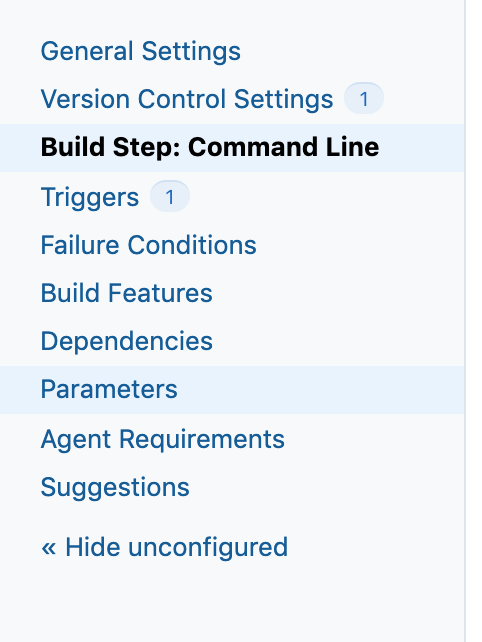 General Settings
Version Control Settings 1
Build Step: Command Line
Triggers 1
Failure Conditions
Build Features
Dependencies
Parameters
Agent Requirements
Suggestions
« Hide unconfigured